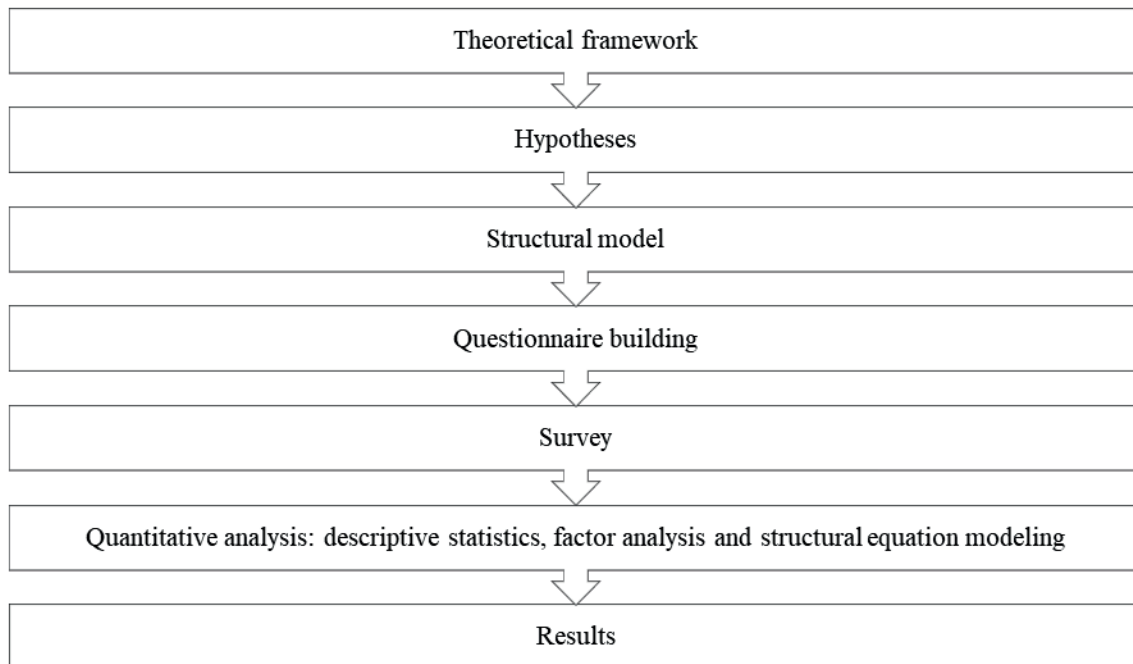 Theoretical framework
Hypotheses
Structural model
Questionnaire building
Survey
Quantitative analysis: descriptive statistics, factor analysis and structural equation modeling
Results